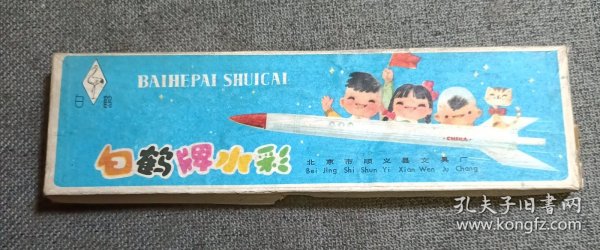 BAIHEPAI SHUICAI
白鹤
CHINA
白鹤牌水彩
北京市顺义县文具厂
Bei Jing Shi Shun Yi Xian Wen Ju Chang
孔夫子旧书网
www.kongfz.com